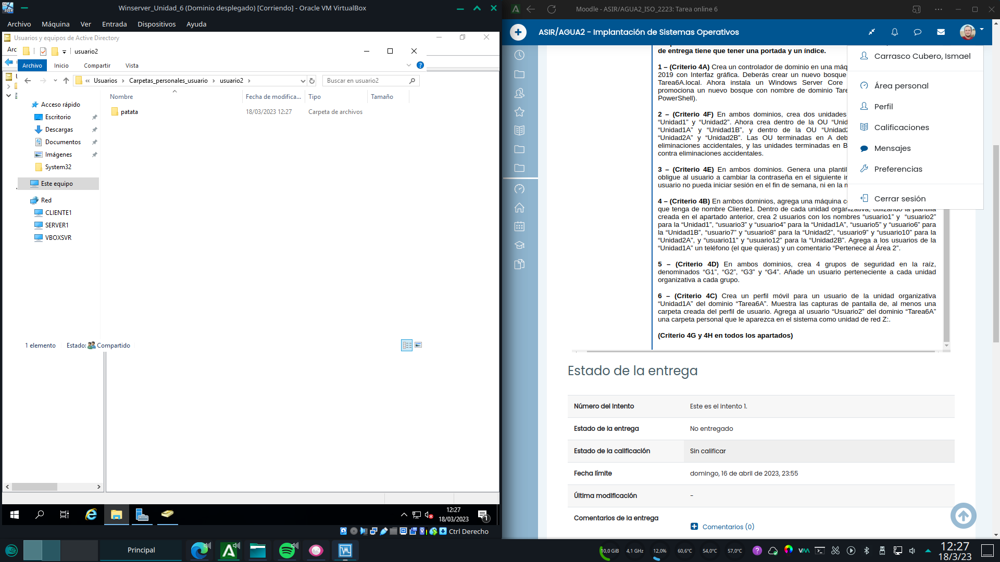 Winserver_Unidad_6 (Dominio desplegado) [Corriendo] - Oracle VM VirtualBox
Archivo Máquina Ver Entrada Dispositivos Ayuda
Usuarios y equipos de Active Directory
Arc
usuario2
Archivo Inicio Compartir Vista
« Usuarios › Carpetas_personales_usuario › usuario2 ›
Buscar en usuario2
Nombre Fecha de modifica... Tipo Tamaño
patata 18/03/2023 12:27 Carpeta de archivos
Acceso rápido
Escritorio
Descargas
Documentos
Imágenes
System32
Este equipo
Red
CLIENTE1
SERVER1
VBOXSVR
1 elemento Estado: Compartido
12:27
18/03/2023
1
Ctrl Derecho
Moodle - ASIR/AGUA2_ISO_2223: Tarea online 6
ASIR/AGUA2 - Implantación de Sistemas Operativos
de entrega tiene que tener una portada y un índice.
1 – (Criterio 4A) Crea un controlador de dominio en una máq
2019 con Interfaz gráfica. Deberás crear un nuevo bosque
Tarea6A.local. Ahora instala un Windows Server Core
promociona un nuevo bosque con nombre de dominio Tare
PowerShell).
2 – (Criterio 4F) En ambos dominios, crea dos unidades
“Unidad1” y “Unidad2”. Ahora crea dentro de la OU “Unid
“Unidad1A” y “Unidad1B”, y dentro de la OU “Unidad2
“Unidad2A” y “Unidad2B”. Las OU terminadas en A deb
eliminaciones accidentales, y las unidades terminadas en B
contra eliminaciones accidentales.
3 – (Criterio 4E) En ambos dominios. Genera una plantil
obligue al usuario a cambiar la contraseña en el siguiente in
usuario no pueda iniciar sesión en el fin de semana, ni en la m
4 – (Criterio 4B) En ambos dominios, agrega una máquina c
que tenga de nombre Cliente1. Dentro de cada unidad organizativa, utilizando la plantilla
creada en el apartado anterior, crea 2 usuarios con los nombres “usuario1” y “usuario2”
para la “Unidad1”, “usuario3” y “usuario4” para la “Unidad1A”, “usuario5” y “usuario6” para
la “Unidad1B”, “usuario7” y “usuario8” para la “Unidad2”, “usuario9” y “usuario10” para la
“Unidad2A”, y “usuario11” y “usuario12” para la “Unidad2B”. Agrega a los usuarios de la
“Unidad1A” un teléfono (el que quieras) y un comentario “Pertenece al Área 2”.
5 – (Criterio 4D) En ambos dominios, crea 4 grupos de seguridad en la raíz,
denominados “G1”, “G2”, “G3” y “G4”. Añade un usuario perteneciente a cada unidad
organizativa a cada grupo.
6 – (Criterio 4C) Crea un perfil móvil para un usuario de la unidad organizativa
“Unidad1A” del dominio “Tarea6A”. Muestra las capturas de pantalla de, al menos una
carpeta creada del perfil de usuario. Agrega al usuario “Usuario2” del dominio “Tarea6A”
una carpeta personal que le aparezca en el sistema como unidad de red Z:.
(Criterio 4G y 4H en todos los apartados)
Carrasco Cubero, Ismael
Área personal
Perfil
Calificaciones
Mensajes
Preferencias
Cerrar sesión
Estado de la entrega
Número del Intento Este es el intento 1.
Estado de la entrega No entregado
Estado de la calificación Sin calificar
Fecha límite domingo, 16 de abril de 2023, 23:55
Última modificación -
Comentarios de la entrega
Comentarios (0)
Principal
10,0 GiB 4,1 GHz 12,0% 60,6°C 54,0°C 57,0°C
12:27
18/3/23